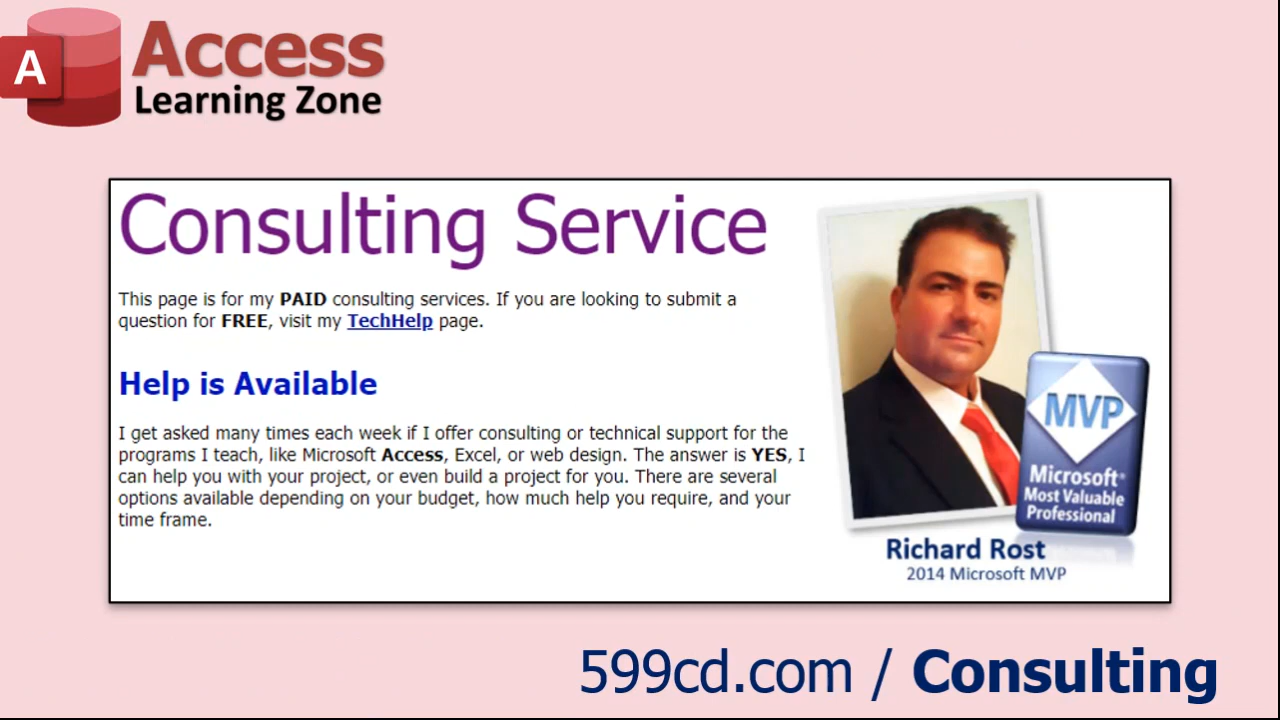 A
Access
Learning Zone
Consulting Service
This page is for my PAID consulting services. If you are looking to submit a
question for FREE, visit my TechHelp page.
Help is Available
I get asked many times each week if I offer consulting or technical support for the
programs I teach, like Microsoft Access, Excel, or web design. The answer is YES, I
can help you with your project, or even build a project for you. There are several
options available depending on your budget, how much help you require, and your
time frame.
MVP
Microsoft®
Most Valuable
Professional
Richard Rost
2014 Microsoft MVP
599cd.com / Consulting